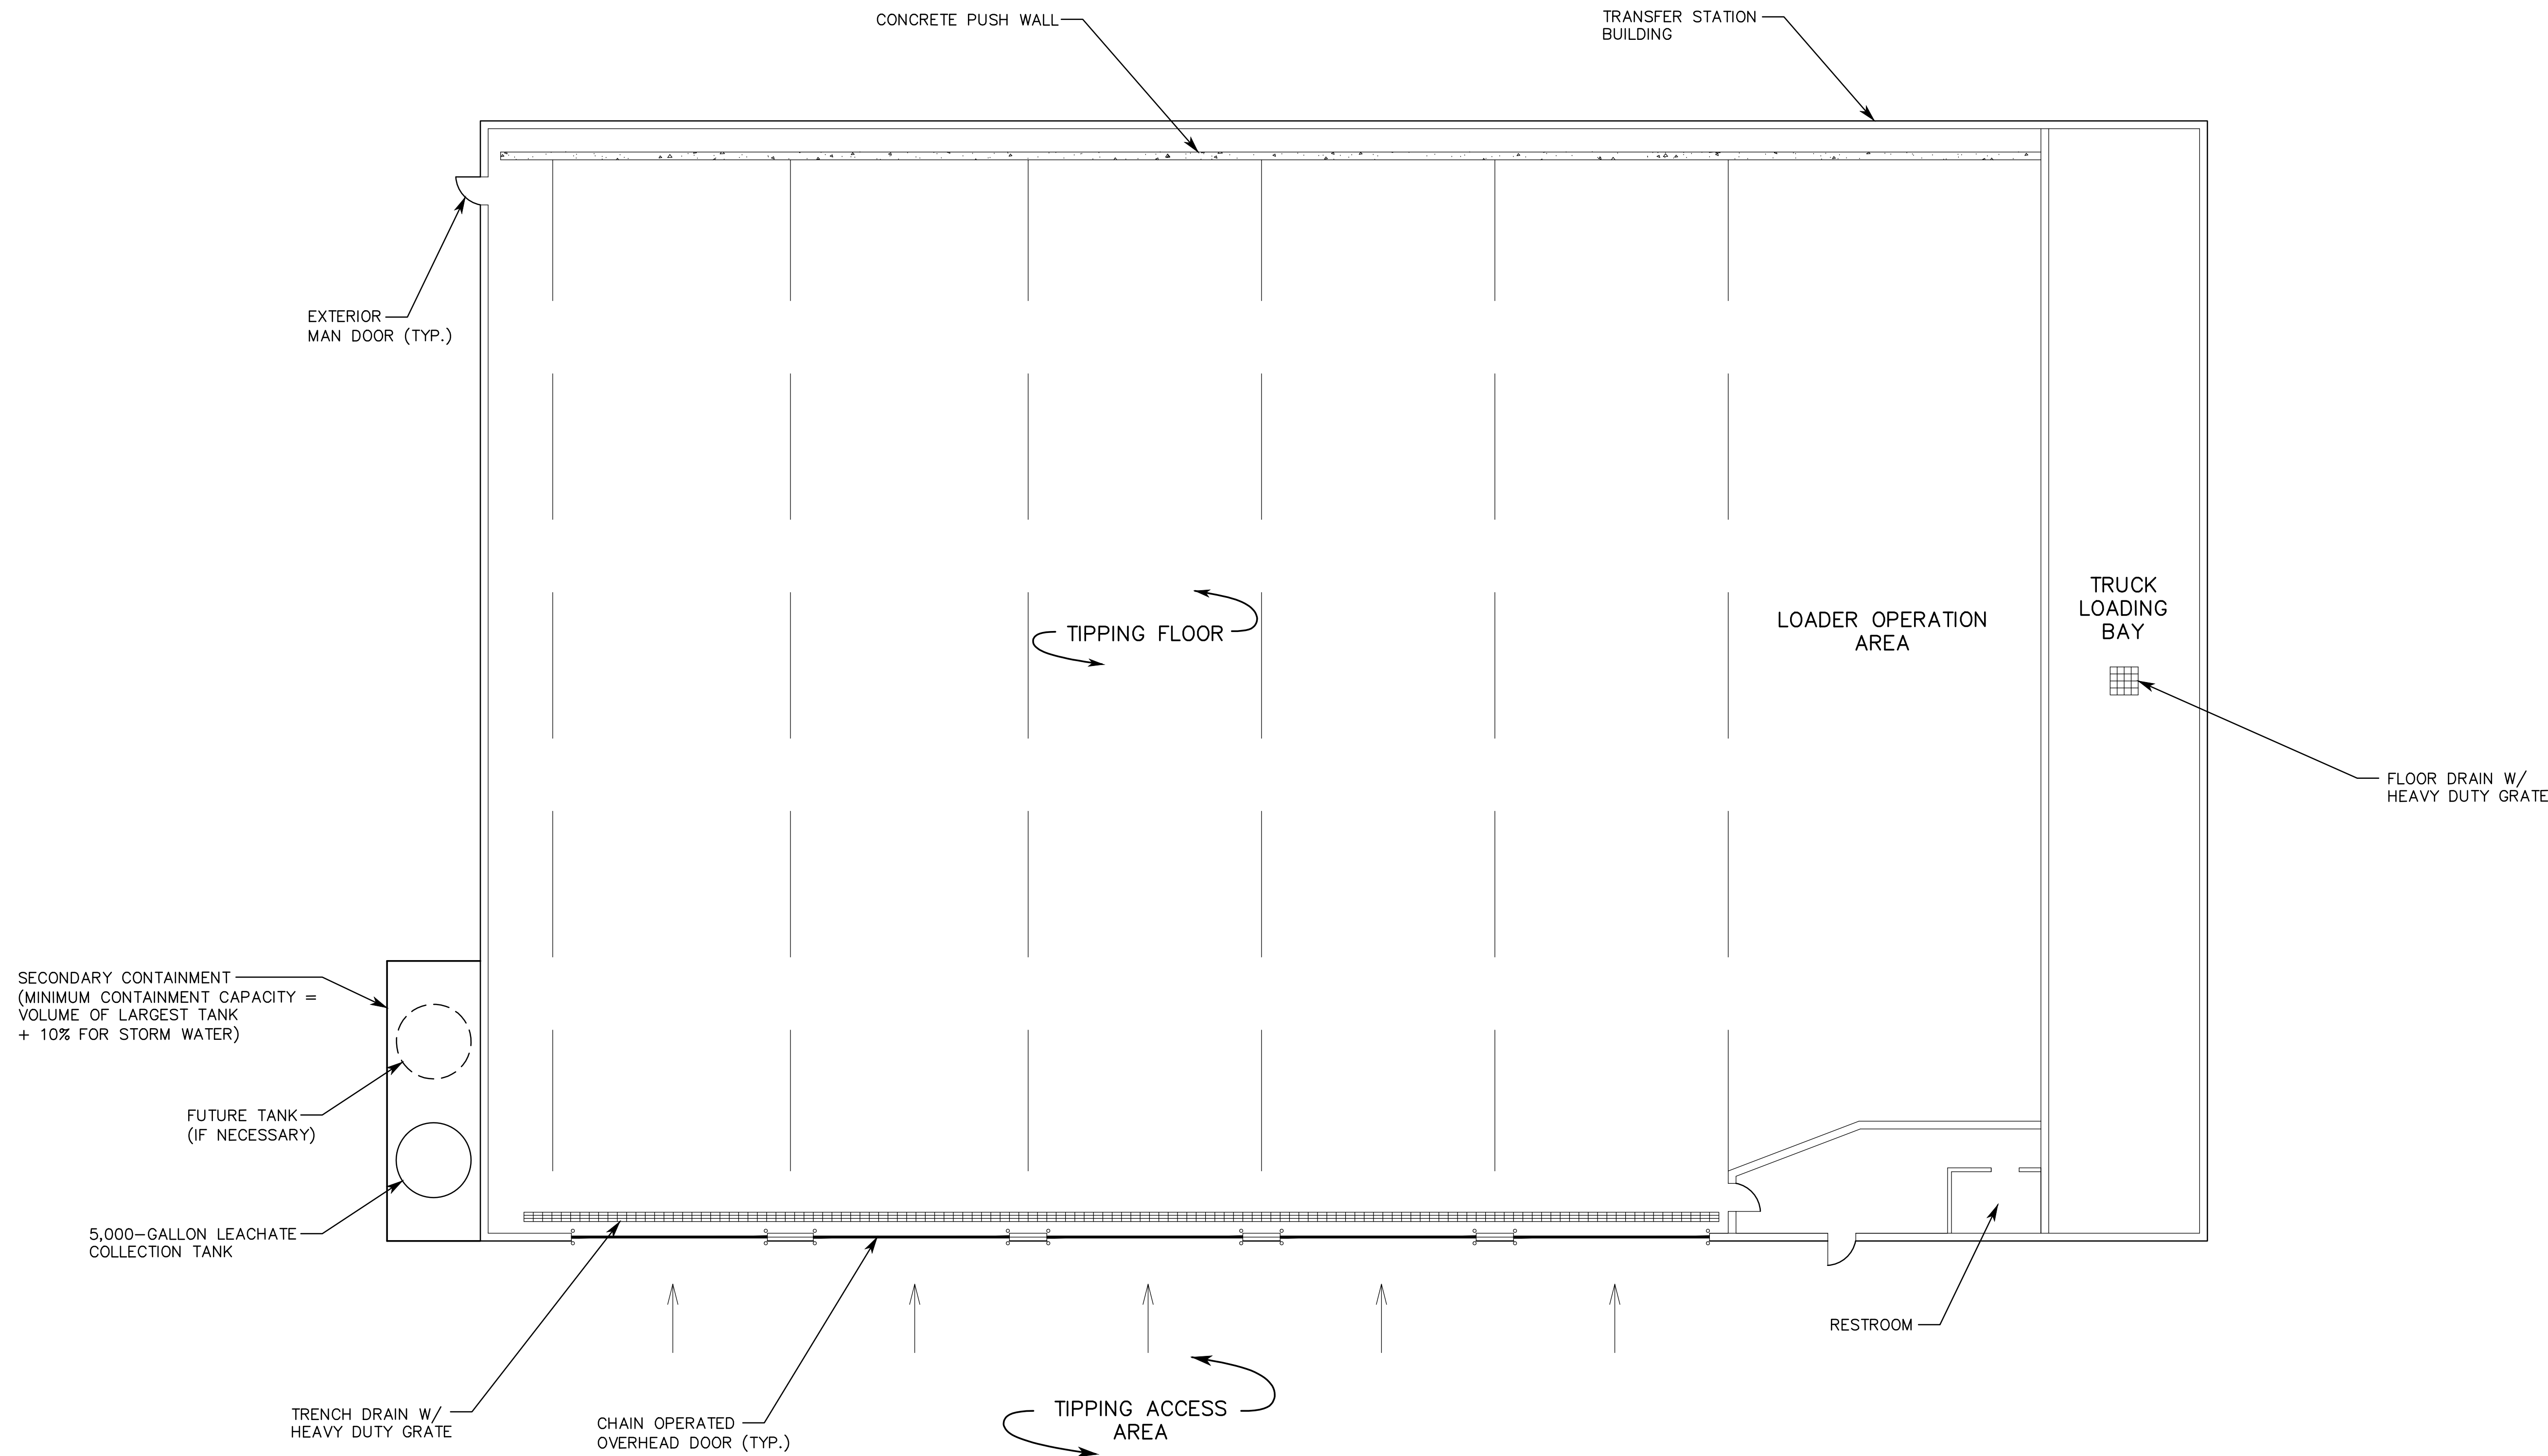 CONCRETE PUSH WALL
TRANSFER STATION
BUILDING
EXTERIOR
MAN DOOR (TYP.)
TIPPING FLOOR
LOADER OPERATION
AREA
TRUCK
LOADING
BAY
FLOOR DRAIN W/
HEAVY DUTY GRATE
SECONDARY CONTAINMENT
(MINIMUM CONTAINMENT CAPACITY =
VOLUME OF LARGEST TANK
+ 10% FOR STORM WATER)
FUTURE TANK
(IF NECESSARY)
5,000-GALLON LEACHATE
COLLECTION TANK
RESTROOM
TRENCH DRAIN W/
HEAVY DUTY GRATE
CHAIN OPERATED
OVERHEAD DOOR (TYP.)
TIPPING ACCESS
AREA